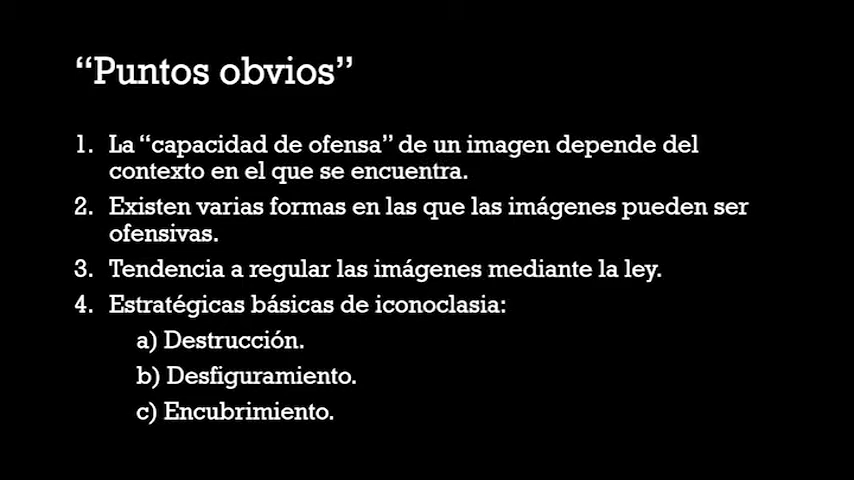 “Puntos obvios”
1. La “capacidad de ofensa” de un imagen depende del
contexto en el que se encuentra.
2. Existen varias formas en las que las imágenes pueden ser
ofensivas.
3. Tendencia a regular las imágenes mediante la ley.
4. Estratégicas básicas de iconoclasia:
a) Destrucción.
b) Desfiguramiento.
c) Encubrimiento.